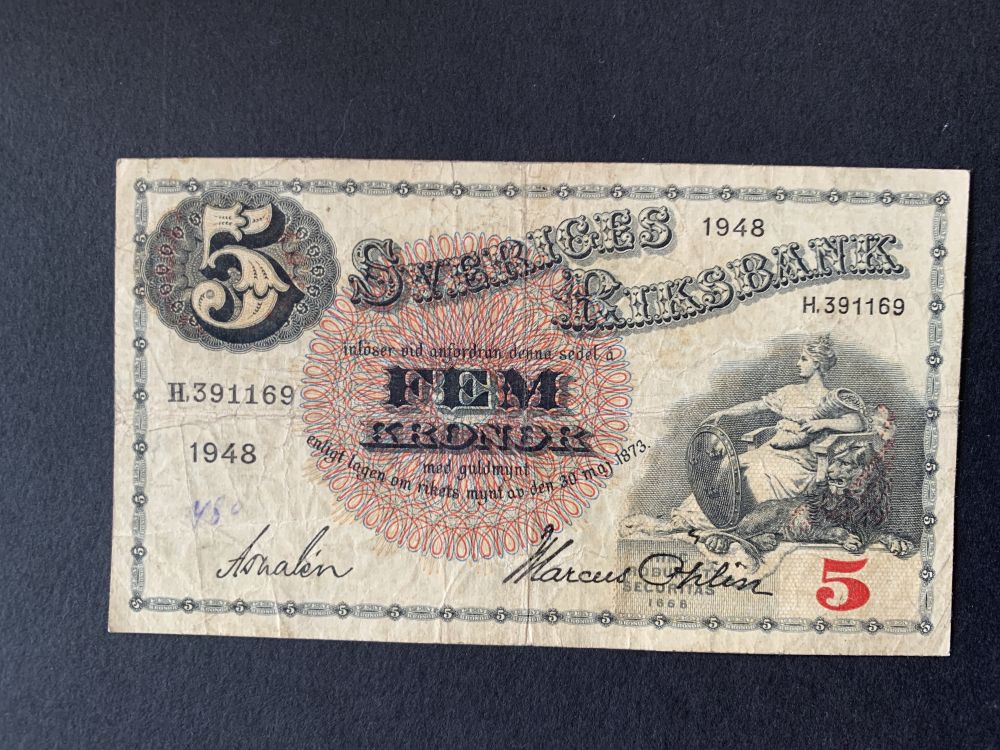 5
SVERIGES
1948
RIKSBANK
H.391169
inlöser vid anfordran denna sedel å
FEM
H.391169
KRONOR
1948
med guldmynt
enligt lagen om rikets mynt av den 30 maj 1873.
Marcus
SECURITAS
1668
5